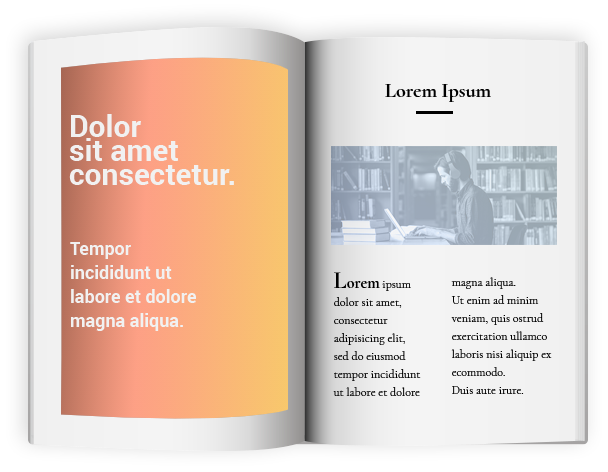 Dolor
sit amet
consectetur.
Tempor
incididunt ut
labore et dolore
magna aliqua.
Lorem Ipsum
Lorem ipsum
dolor sit amet,
consectetur
adipisicing elit,
sed do eiusmod
tempor incididunt
ut labore et dolore
magna aliqua.
Ut enim ad minim
veniam, quis ostrud
exercitation ullamco
laboris nisi aliquip ex
ecommodo.
Duis aute irure.